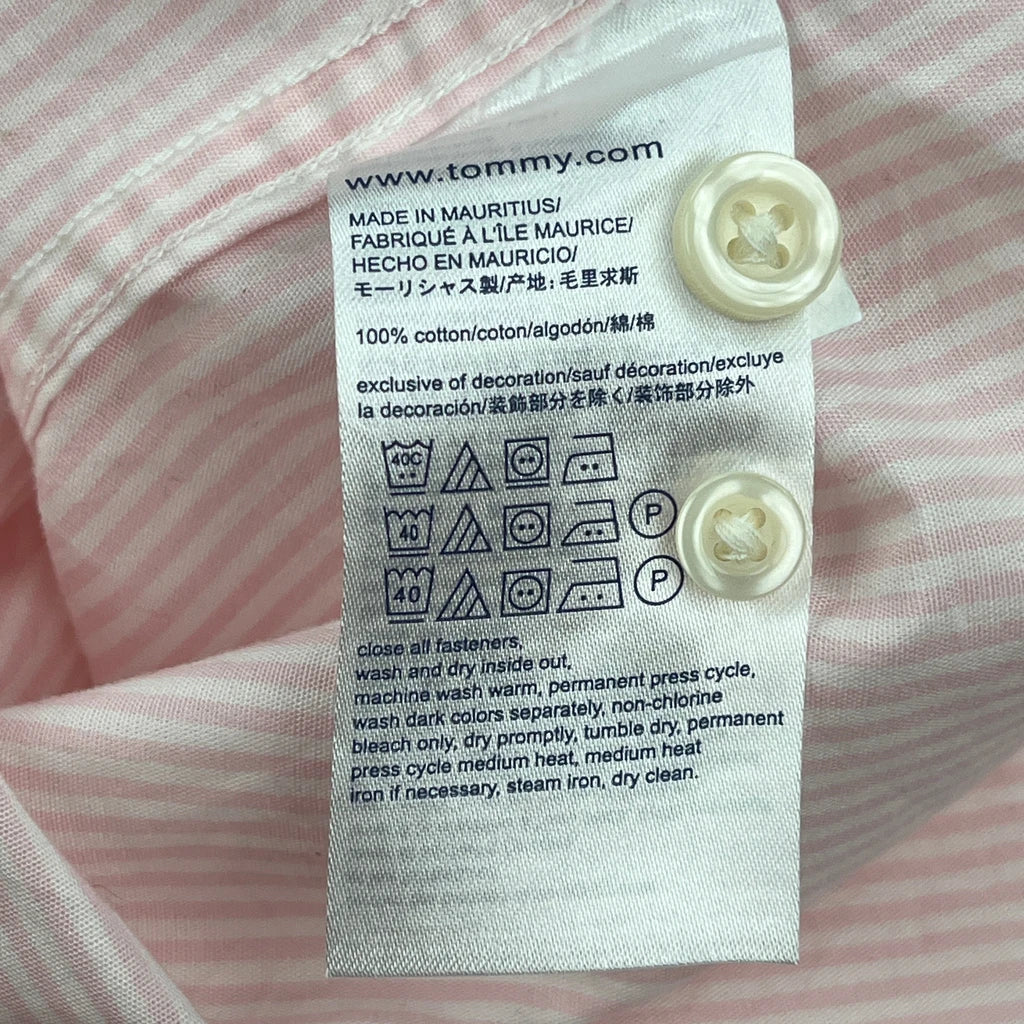 www.tommy.com
MADE IN MAURITIUS/
FABRIQUÉ À L'ÎLE MAURICE/
HECHO EN MAURICIO/
モーリシャス製/产地: 毛里求斯
100% cotton/coton/algodón/綿/棉
exclusive of decoration/sauf décoration/excluye
la decoración/装飾部分を除く/装饰部分除外
40C
40 P
40 P
close all fasteners,
wash and dry inside out,
machine wash warm, permanent press cycle,
wash dark colors separately, non-chlorine
bleach only, dry promptly, tumble dry, permanent
press cycle medium heat, medium heat
iron if necessary, steam iron, dry clean.